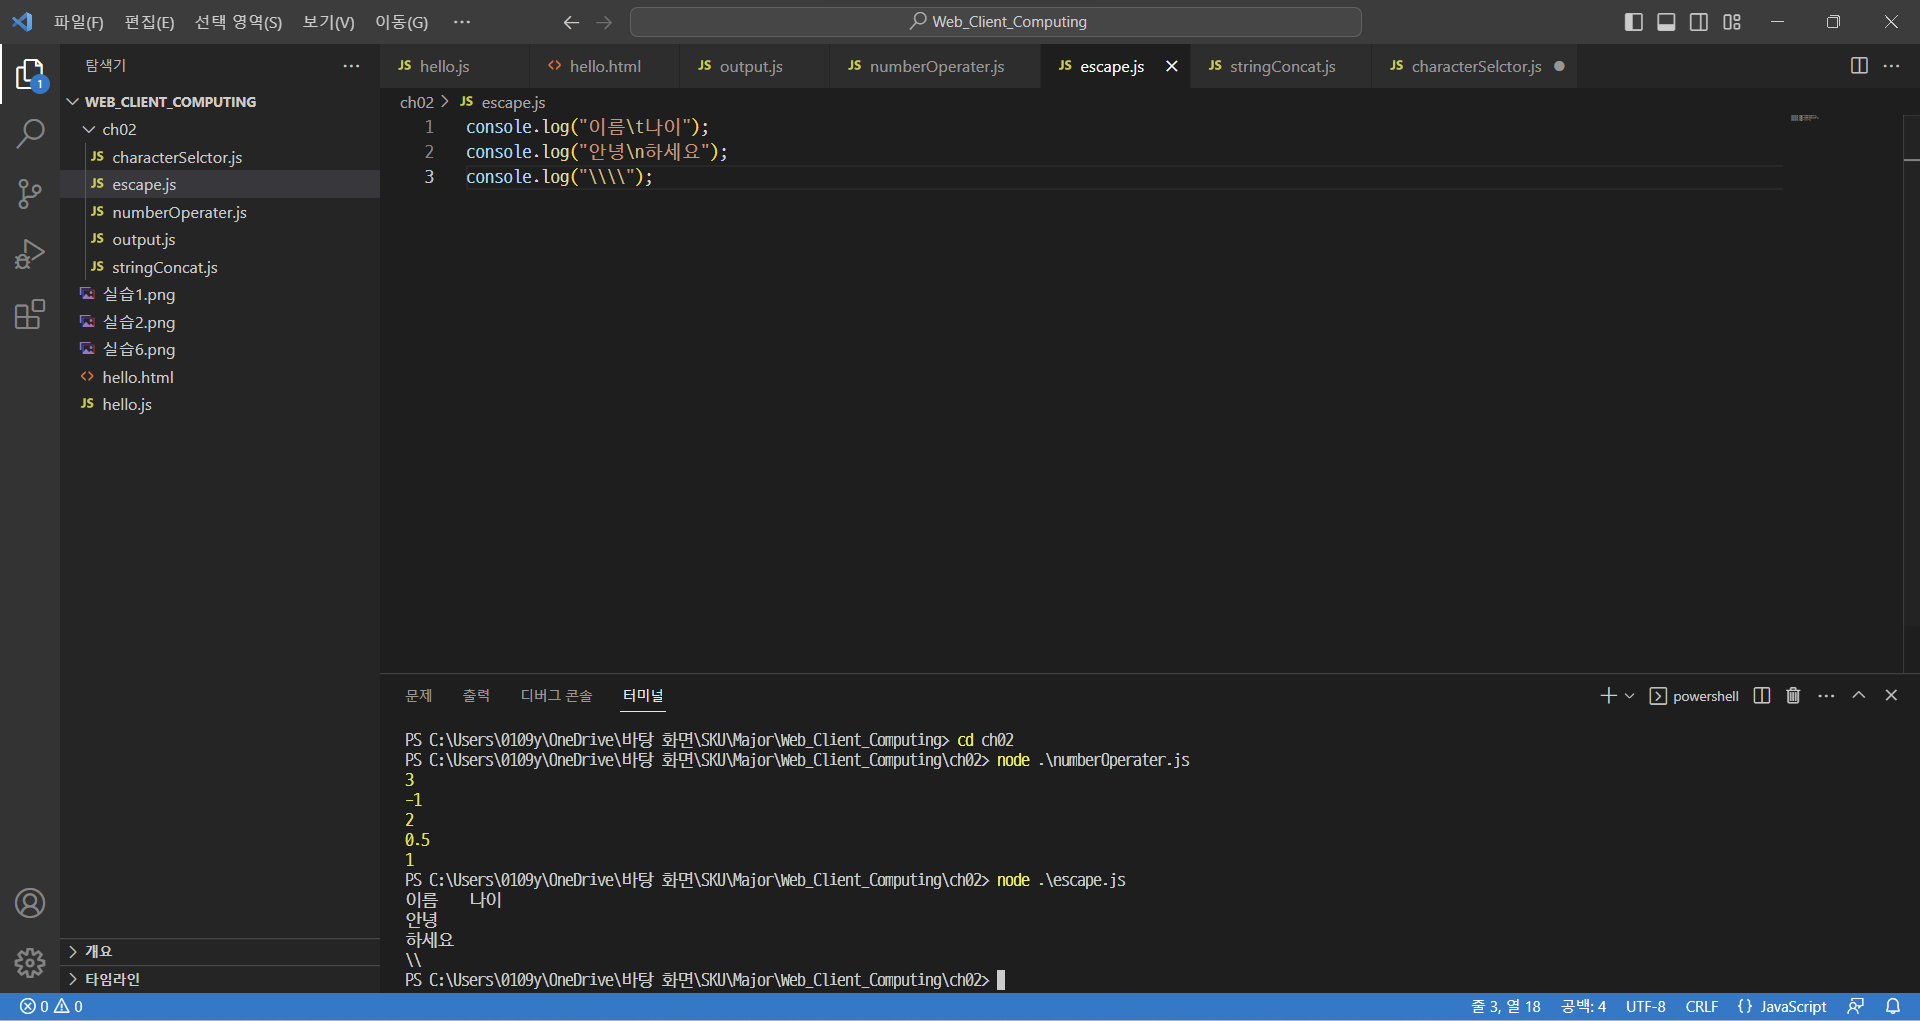 파일(F) 편집(E) 선택 영역(S) 보기(V) 이동(G) ··· Web_Client_Computing
탐색기 ···
JS hello.js <> hello.html JS output.js JS numberOperater.js JS escape.js JS stringConcat.js JS characterSelctor.js
WEB_CLIENT_COMPUTING
ch02
JS characterSelctor.js
JS escape.js
JS numberOperater.js
JS output.js
JS stringConcat.js
실습1.png
실습2.png
실습6.png
<> hello.html
JS hello.js
개요
타임라인
1
ch02 > JS escape.js
1 console.log("이름\t나이");
2 console.log("안녕\n하세요");
3 console.log("\\\\");
문제 출력 디버그 콘솔 터미널 powershell
PS C:\Users\0109y\OneDrive\바탕 화면\SKU\Major\Web_Client_Computing> cd ch02
PS C:\Users\0109y\OneDrive\바탕 화면\SKU\Major\Web_Client_Computing\ch02> node .\numberOperater.js
3
-1
2
0.5
1
PS C:\Users\0109y\OneDrive\바탕 화면\SKU\Major\Web_Client_Computing\ch02> node .\escape.js
이름 나이
안녕
하세요
\\
PS C:\Users\0109y\OneDrive\바탕 화면\SKU\Major\Web_Client_Computing\ch02>
0 0 줄 3, 열 18 공백: 4 UTF-8 CRLF {} JavaScript